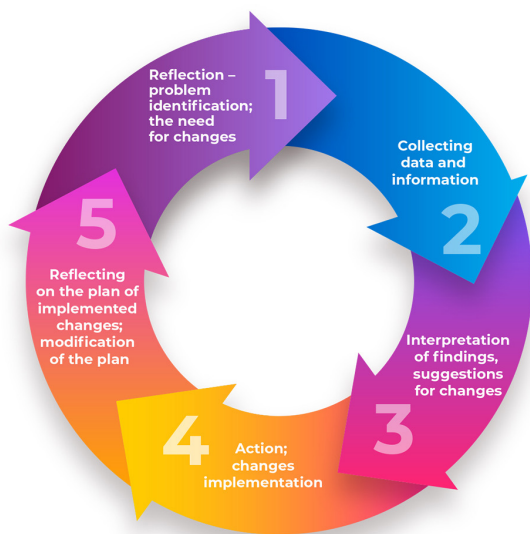 1
Reflection –
problem
identification;
the need
for changes
2
Collecting
data and
information
3
Interpretation
of findings,
suggestions
for changes
4
Action;
changes
implementation
5
Reflecting
on the plan of
implemented
changes;
modification
of the plan